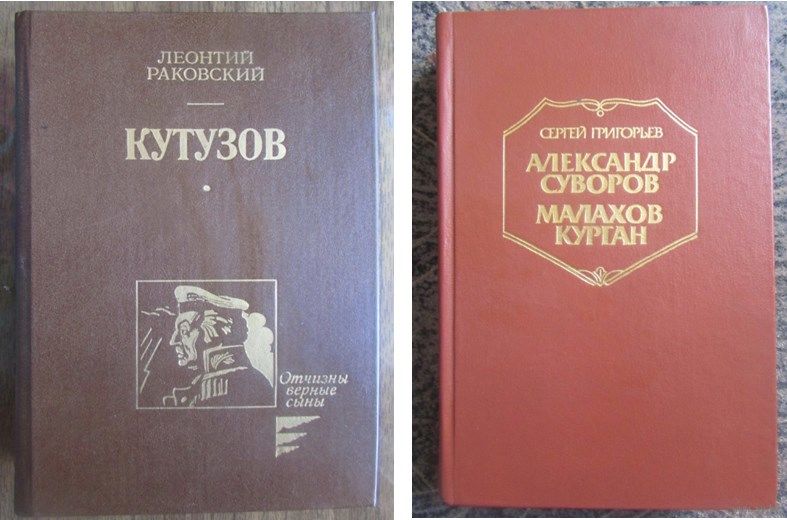 ЛЕОНТИЙ
РАКОВСКИЙ
КУТУЗОВ
Отчизны
верные
сыны
СЕРГЕЙ ГРИГОРЬЕВ
АЛЕКСАНДР
СУВОРОВ
МАЛАХОВ
КУРГАН